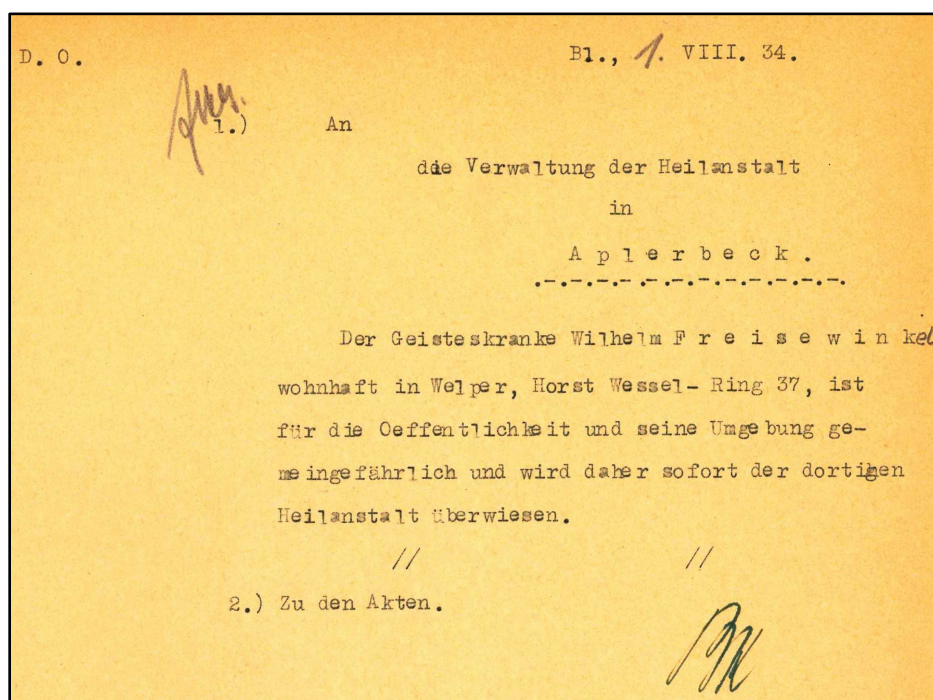 D. O.
Bl., 1. VIII. 34.
1.) An
die Verwaltung der Heilanstalt
in
A p l e r b e c k .
.-.-.-.-.-.-.-.-.-.-.-.
Der Geisteskranke Wilhelm F r e i s e w i n kel
wohnhaft in Welper, Horst Wessel- Ring 37, ist
für die Oeffentlichkeit und seine Umgebung ge-
meingefährlich und wird daher sofort der dortigen
Heilanstalt überwiesen.
// //
2.) Zu den Akten.